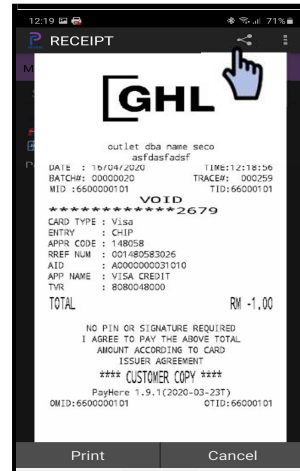 12:19 71%
RECEIPT
M
GHL
outlet dba name seco
asfdasfadsf
DATE : 16/04/2020 TIME:12:18:56
BATCH#: 00000020 TRACE#: 000259
MID :6600000101 TID:66000101
VOID
************2679
CARD TYPE : Visa
ENTRY : CHIP
APPR CODE : 148058
RREF NUM : 001480583026
AID : A0000000031010
APP NAME : VISA CREDIT
TVR : 8080048000
TOTAL RM -1.00
NO PIN OR SIGNATURE REQUIRED
I AGREE TO PAY THE ABOVE TOTAL
AMOUNT ACCORDING TO CARD
ISSUER AGREEMENT
**** CUSTOMER COPY ****
PayHere 1.9.1(2020-03-23T)
OMID:6600000101 OTID:66000101
Print Cancel